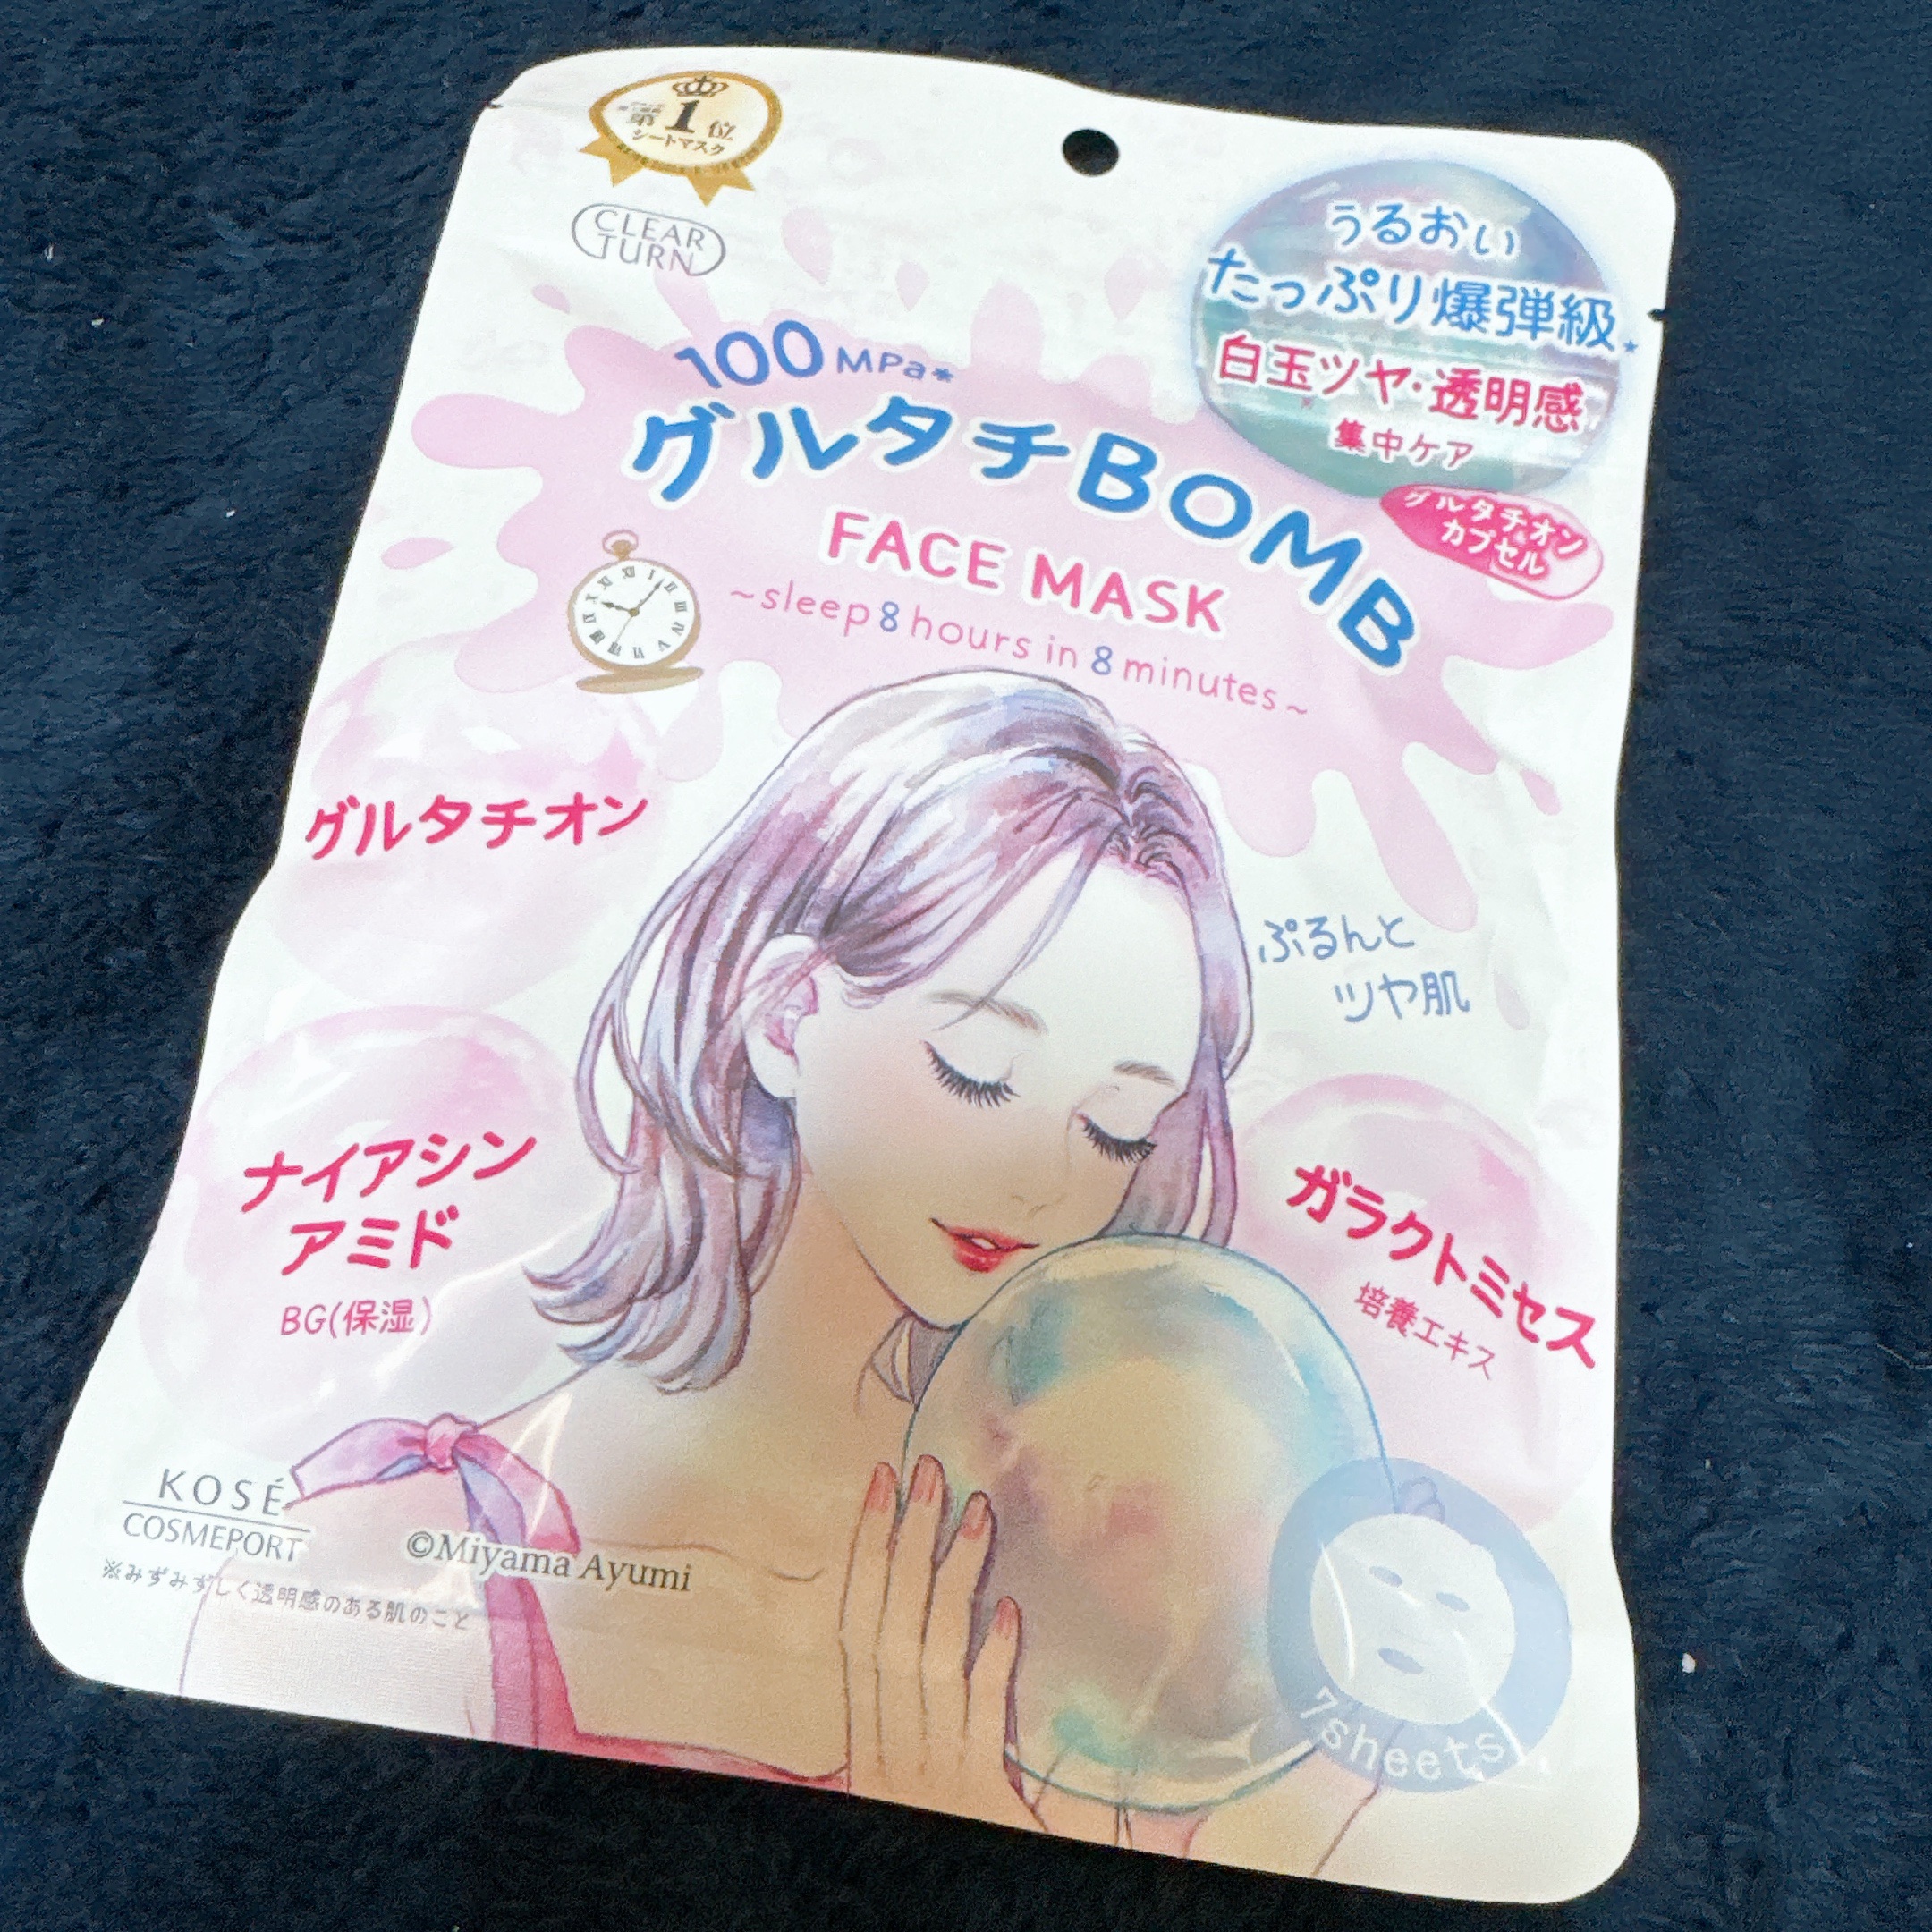 第1位
シートマスク
CLEAR
TURN
うるおい
たっぷり爆弾級
白玉ツヤ・透明感
集中ケア
グルタチオン
カプセル
100MPa*
グルタチBOMB
FACE MASK
~sleep 8 hours in 8 minutes~
グルタチオン
ぷるんと
ツヤ肌
ナイアシン
アミド
BG(保湿)
ガラクトミセス
培養エキス
KOSÉ
COSMEPORT
©Miyama Ayumi
※みずみずしく透明感のある肌のこと
7sheets